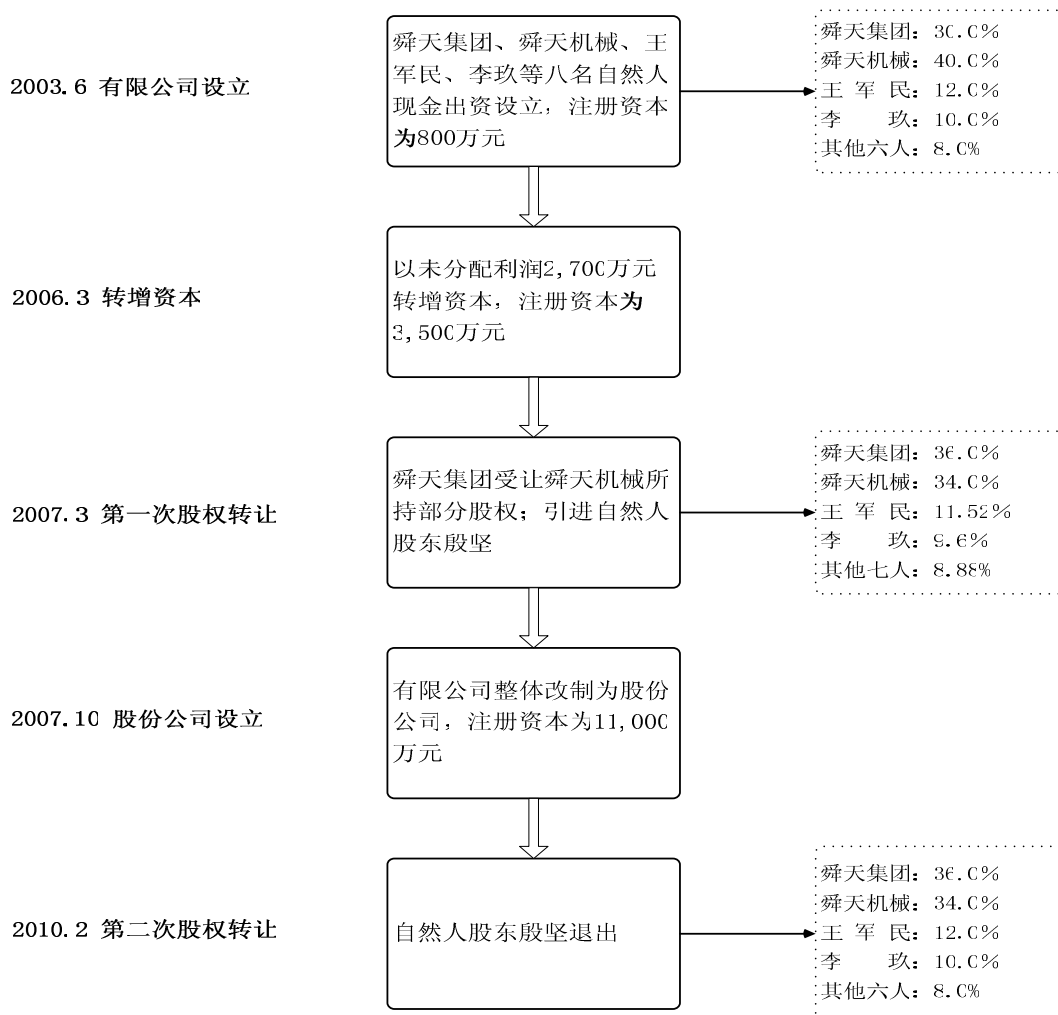 2003.6 有限公司设立
舜天集团、舜天机械、王
军民、李玖等八名自然人
现金出资设立，注册资本
为800万元
舜天集团：30.0%
舜天机械：40.0%
王 军 民：12.0%
李 玖：10.0%
其他六人：8.0%
2006.3 转增资本
以未分配利润2,700万元
转增资本，注册资本为
3,500万元
2007.3 第一次股权转让
舜天集团受让舜天机械所
持部分股权；引进自然人
股东段坚
舜天集团：36.0%
舜天机械：34.0%
王 军 民：11.52%
李 玖：9.6%
其他七人：8.88%
2007.10 股份公司设立
有限公司整体改制为股份
公司，注册资本为11,000
万元
2010.2 第二次股权转让
自然人股东段坚退出
舜天集团：36.0%
舜天机械：34.0%
王 军 民：12.0%
李 玖：10.0%
其他六人：8.0%